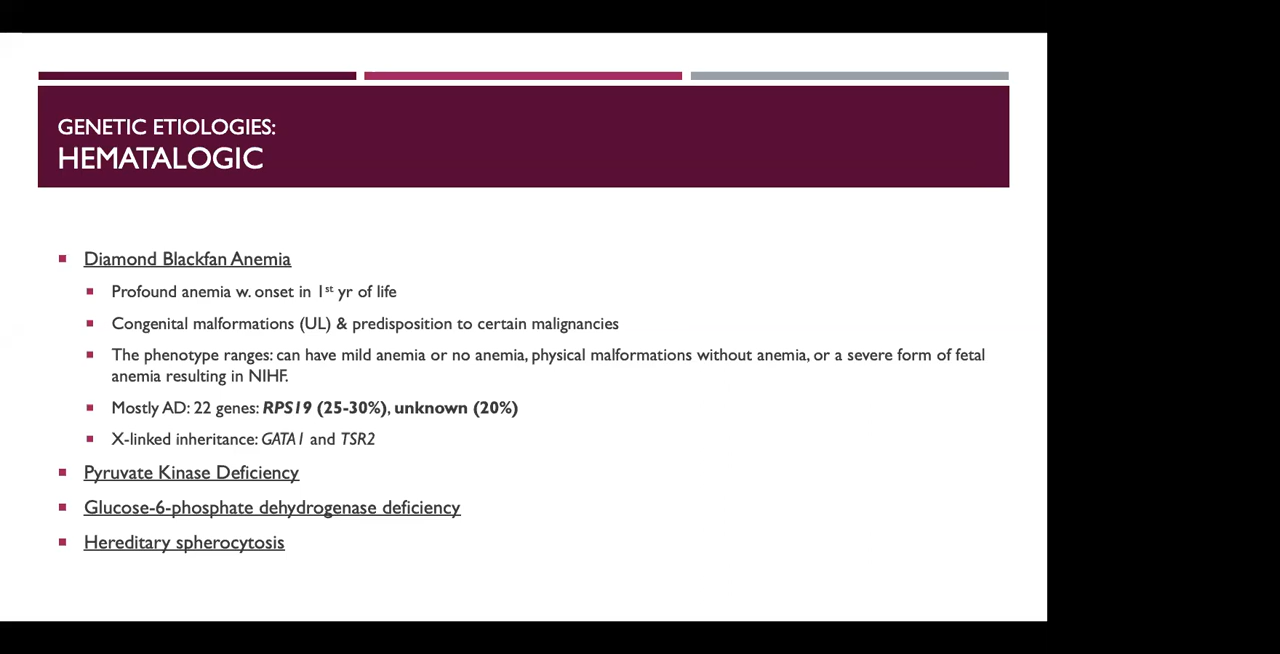 GENETIC ETIOLOGIES:
HEMATALOGIC
Diamond Blackfan Anemia
Profound anemia w. onset in 1st yr of life
Congenital malformations (UL) & predisposition to certain malignancies
The phenotype ranges: can have mild anemia or no anemia, physical malformations without anemia, or a severe form of fetal
anemia resulting in NIHF.
Mostly AD: 22 genes: RPS19 (25-30%), unknown (20%)
X-linked inheritance: GATA1 and TSR2
Pyruvate Kinase Deficiency
Glucose-6-phosphate dehydrogenase deficiency
Hereditary spherocytosis